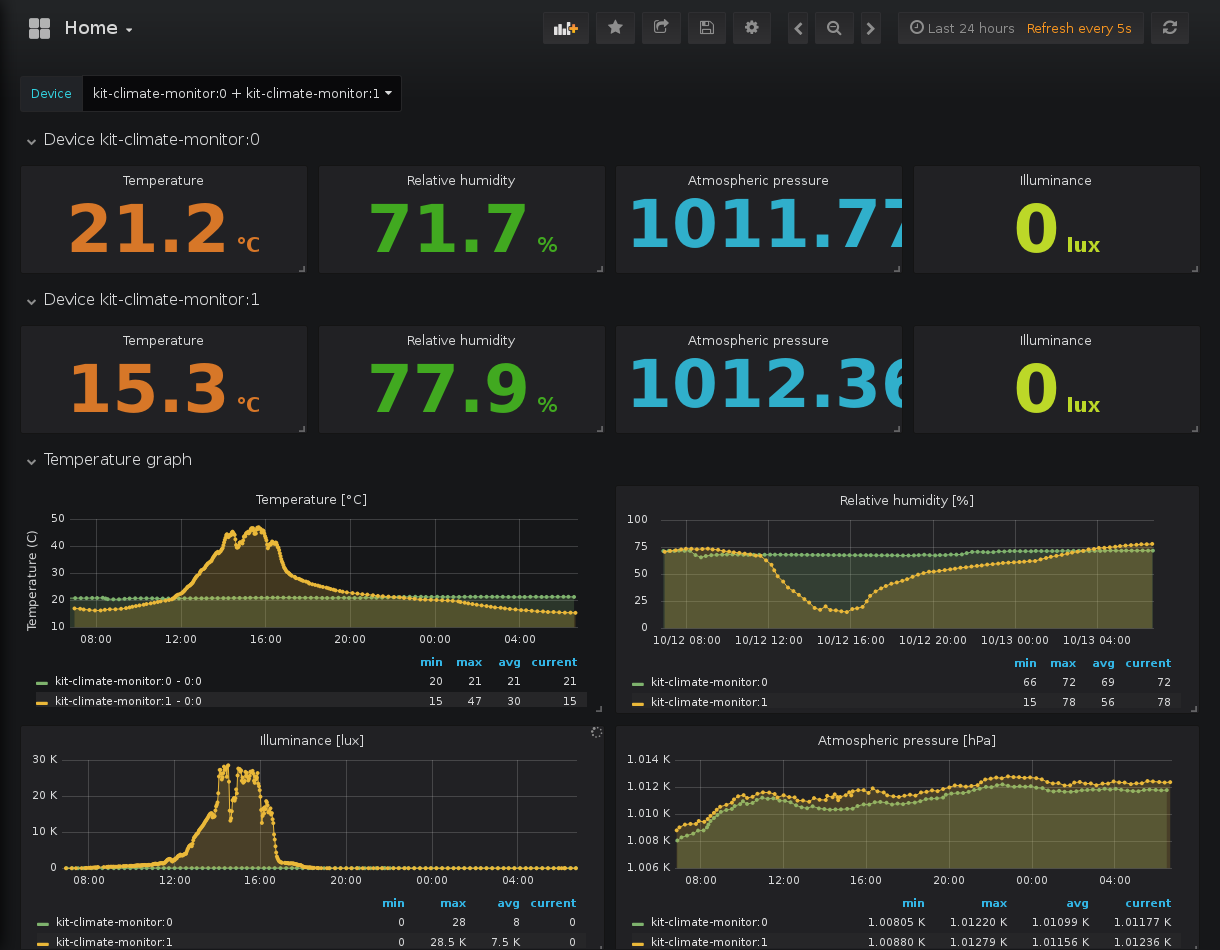 Home
Last 24 hours Refresh every 5s
Device kit-climate-monitor:0 + kit-climate-monitor:1
Device kit-climate-monitor:0
Temperature Relative humidity Atmospheric pressure Illuminance
21.2 °C 71.7 % 1011.77 0 lux
Device kit-climate-monitor:1
Temperature Relative humidity Atmospheric pressure Illuminance
15.3 °C 77.9 % 1012.36 0 lux
Temperature graph
Temperature [°C]
Temperature (C)
50
40
30
20
10
08:00 12:00 16:00 20:00 00:00 04:00
min max avg current
kit-climate-monitor:0 - 0:0 20 21 21 21
kit-climate-monitor:1 - 0:0 15 47 30 15
Relative humidity [%]
100
75
50
25
0
10/12 08:00 10/12 12:00 10/12 16:00 10/12 20:00 10/13 00:00 10/13 04:00
min max avg current
kit-climate-monitor:0 66 72 69 72
kit-climate-monitor:1 15 78 56 78
Illuminance [lux]
30 K
20 K
10 K
0
08:00 12:00 16:00 20:00 00:00 04:00
min max avg current
kit-climate-monitor:0 0 28 8 0
kit-climate-monitor:1 0 28.5 K 7.5 K 0
Atmospheric pressure [hPa]
1.014 K
1.012 K
1.010 K
1.008 K
1.006 K
08:00 12:00 16:00 20:00 00:00 04:00
min max avg current
kit-climate-monitor:0 1.00805 K 1.01220 K 1.01099 K 1.01177 K
kit-climate-monitor:1 1.00880 K 1.01279 K 1.01156 K 1.01236 K